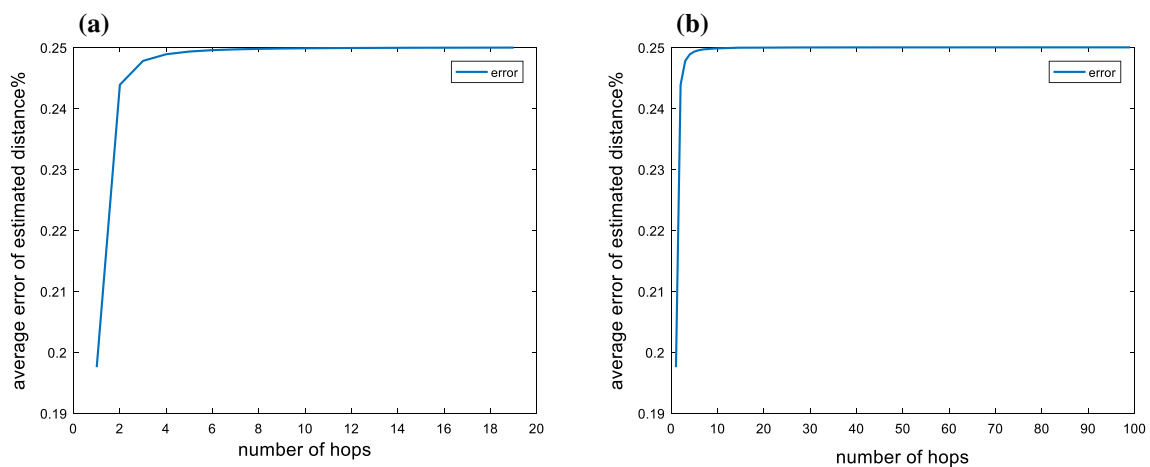 (a)
average error of estimated distance%
0.25
0.24
0.23
0.22
0.21
0.2
0.19
error
0 2 4 6 8 10 12 14 16 18 20
number of hops
(b)
average error of estimated distance%
0.25
0.24
0.23
0.22
0.21
0.2
0.19
error
0 10 20 30 40 50 60 70 80 90 100
number of hops